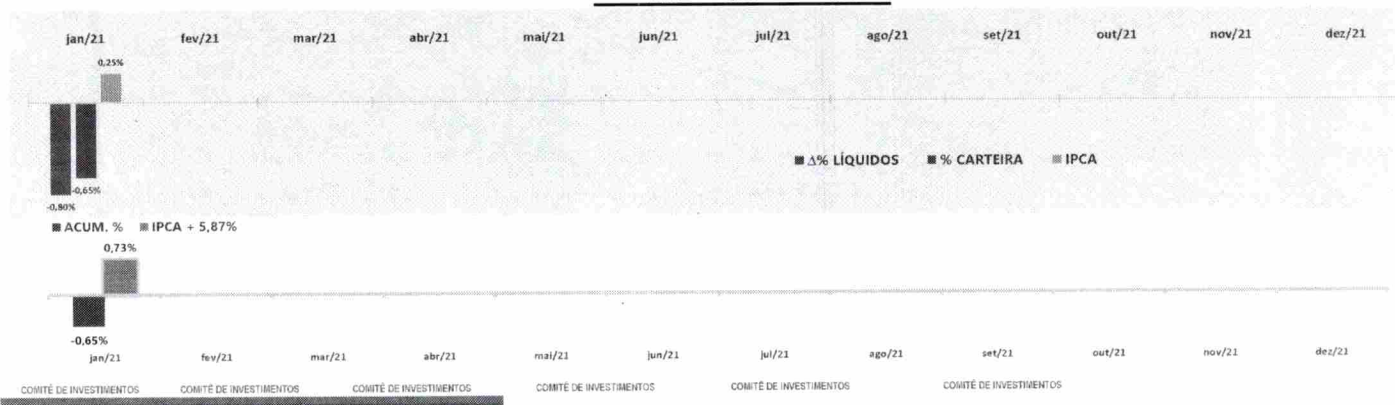 jan/21 fev/21 mar/21 abr/21 mai/21 jun/21 jul/21 ago/21 set/21 out/21 nov/21 dez/21
0,25%
Δ% LÍQUIDOS % CARTEIRA IPCA
-0,65%
-0,80%
ACUM. % IPCA + 5,87%
0,73%
-0,65%
jan/21 fev/21 mar/21 abr/21 mai/21 jun/21 jul/21 ago/21 set/21 out/21 nov/21 dez/21
COMITÊ DE INVESTIMENTOS COMITÊ DE INVESTIMENTOS COMITÊ DE INVESTIMENTOS COMITÊ DE INVESTIMENTOS COMITÊ DE INVESTIMENTOS COMITÊ DE INVESTIMENTOS